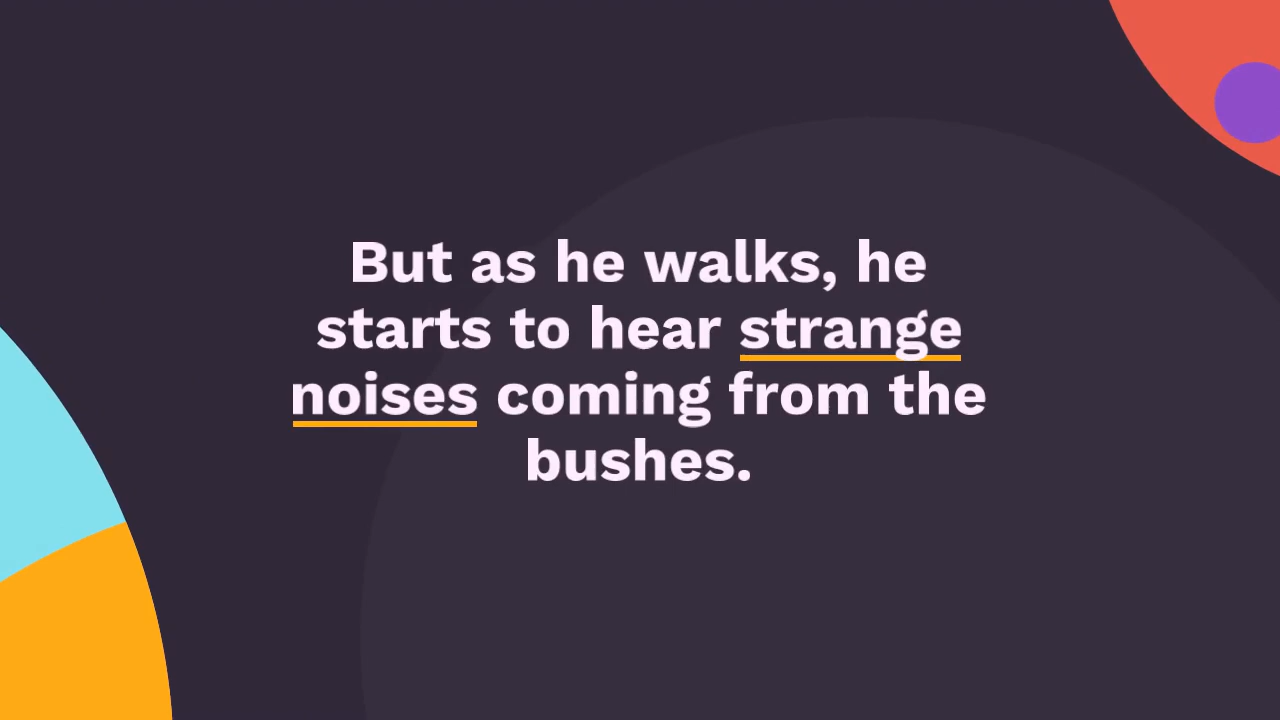 But as he walks, he
starts to hear strange
noises coming from the
bushes.